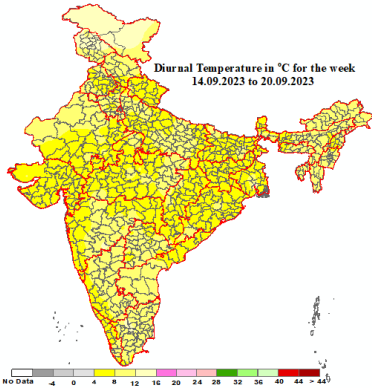 Diurnal Temperature in °C for the week
14.09.2023 to 20.09.2023
No Data -4 0 4 8 12 16 20 24 28 32 36 40 44 > 44